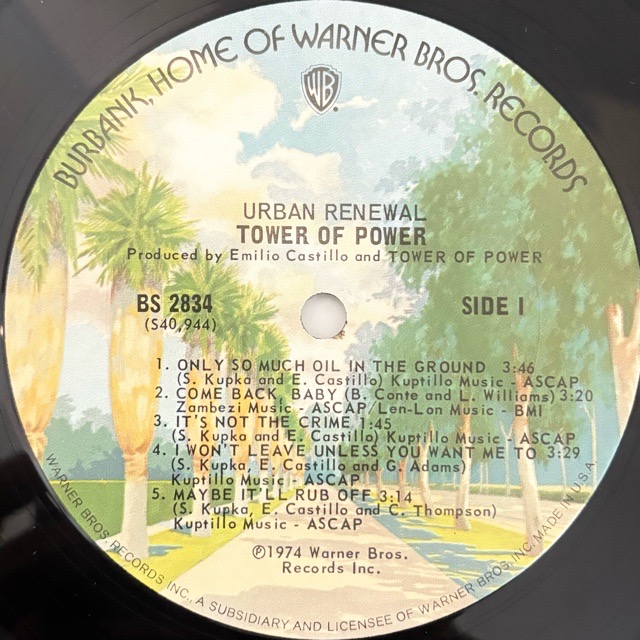 BURBANK, HOME OF WARNER BROS. RECORDS
WB
®
URBAN RENEWAL
TOWER OF POWER
Produced by Emilio Castillo and TOWER OF POWER
BS 2834
SIDE I
(S40,944)
1. ONLY SO MUCH OIL IN THE GROUND 3:46
(S. Kupka and E. Castillo) Kuptillo Music - ASCAP
2. COME BACK, BABY (B. Conte and L. Williams) 3:20
Zambezi Music - ASCAP/Len-Lon Music - BMI
3. IT'S NOT THE CRIME 1:45
(S. Kupka and E. Castillo) Kuptillo Music - ASCAP
4. I WON'T LEAVE UNLESS YOU WANT ME TO 3:29
(S. Kupka, E. Castillo and G. Adams)
Kuptillo Music - ASCAP
5. MAYBE IT'LL RUB OFF 3:14
(S. Kupka, E. Castillo and C. Thompson)
Kuptillo Music - ASCAP
℗1974 Warner Bros.
Records Inc.
WARNER BROS. RECORDS INC., A SUBSIDIARY AND LICENSEE OF WARNER BROS. INC. MADE IN U.S.A.